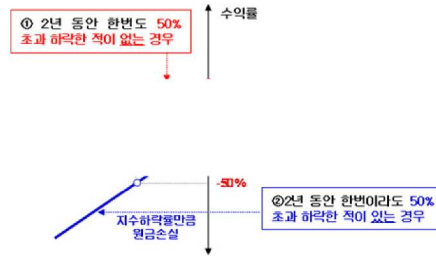 ① 2년 동안 한번도 50%
초과 하락한 적이 없는 경우
수익률
-50%
②2년 동안 한번이라도 50%
초과 하락한 적이 있는 경우
지수하락률만큼
원금손실